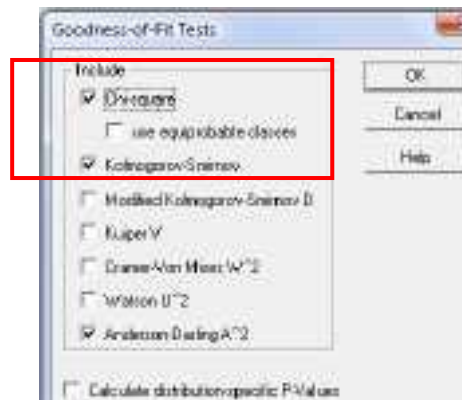 Goodness-of-Fit Tests
Include
Chi-square
use equiprobable classes
Kolmogorov-Smirnov
Modified Kolmogorov-Smirnov D
Kuiper V
Cramer-Von Mises W^2
Watson U^2
Anderson Darling A^2
Calculate distribution-specific P-Values
OK
Cancel
Help